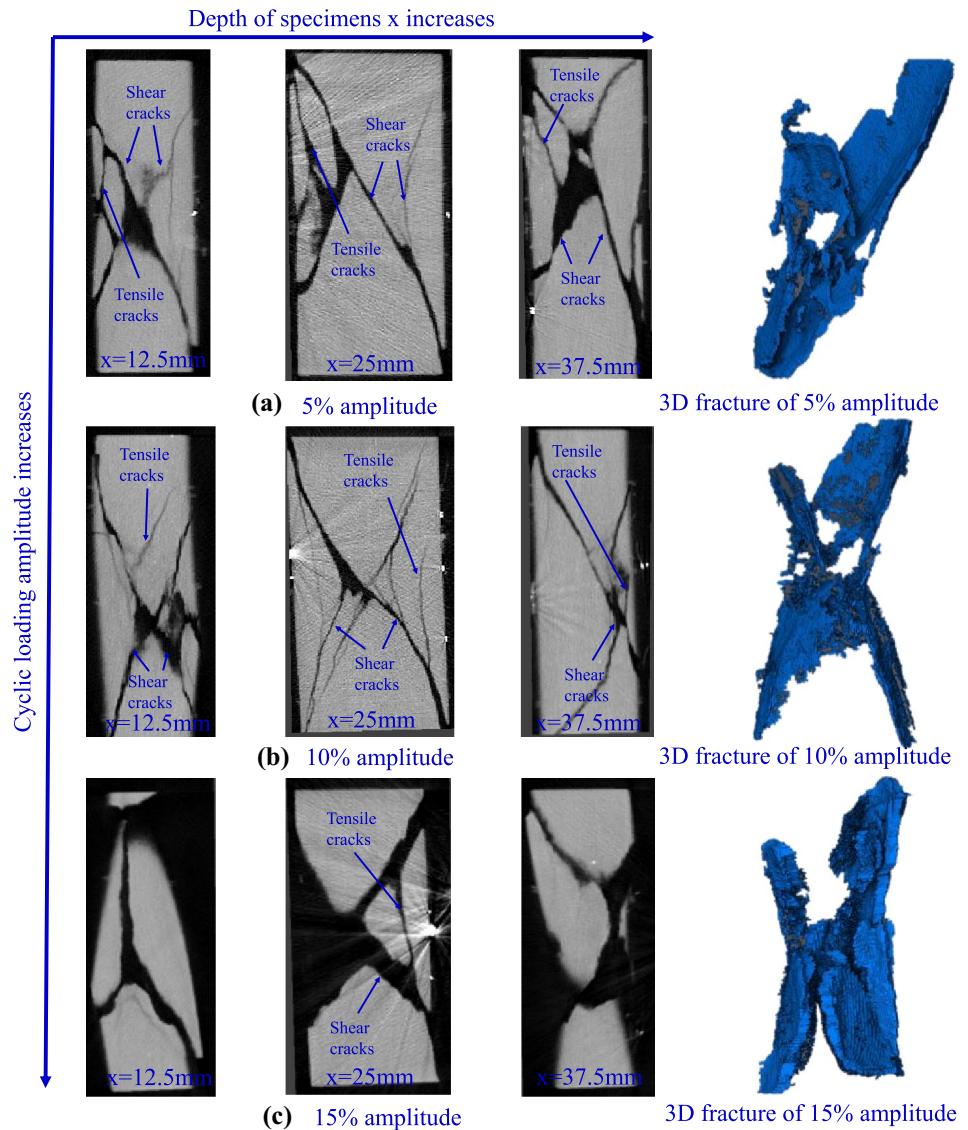 Depth of specimens x increases
Cyclic loading amplitude increases
Shear
cracks
Tensile
cracks
x=12.5mm
Shear
cracks
Tensile
cracks
x=25mm
Tensile
cracks
Shear
cracks
x=37.5mm
(a) 5% amplitude
3D fracture of 5% amplitude
Tensile
cracks
Shear
cracks
x=12.5mm
Tensile
cracks
Shear
cracks
x=25mm
Tensile
cracks
Shear
cracks
x=37.5mm
(b) 10% amplitude
3D fracture of 10% amplitude
x=12.5mm
Tensile
cracks
Shear
cracks
x=25mm
x=37.5mm
(c) 15% amplitude
3D fracture of 15% amplitude